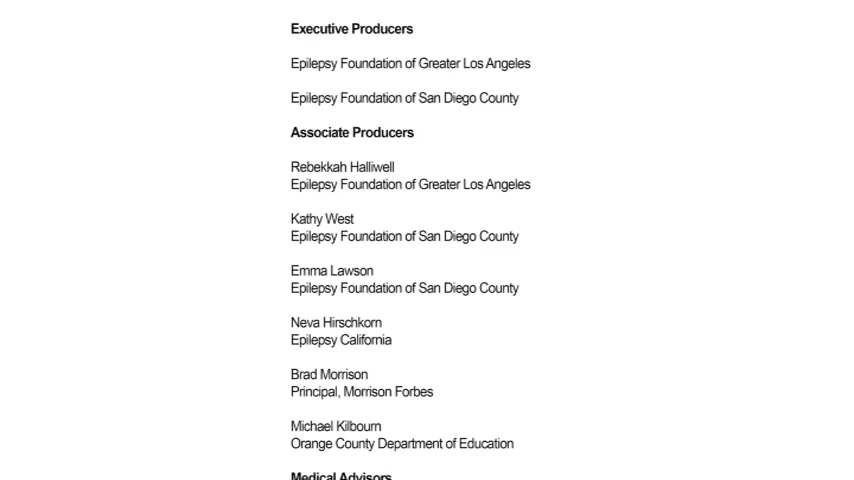 Executive Producers
Epilepsy Foundation of Greater Los Angeles
Epilepsy Foundation of San Diego County
Associate Producers
Rebekkah Halliwell
Epilepsy Foundation of Greater Los Angeles
Kathy West
Epilepsy Foundation of San Diego County
Emma Lawson
Epilepsy Foundation of San Diego County
Neva Hirschkorn
Epilepsy California
Brad Morrison
Principal, Morrison Forbes
Michael Kilbourn
Orange County Department of Education
Medical Advisors